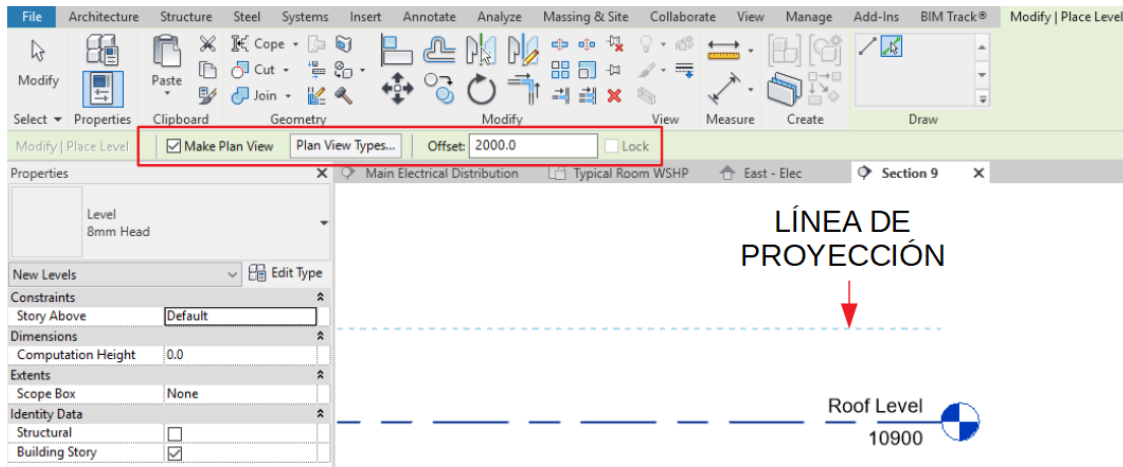 File Architecture Structure Steel Systems Insert Annotate Analyze Massing & Site Collaborate View Manage Add-Ins BIM Track® Modify | Place Level
Modify Paste Cope Cut Join
Select Properties Clipboard Geometry Modify View Measure Create Draw
Modify | Place Level Make Plan View Plan View Types... Offset: 2000.0 Lock
Properties X Main Electrical Distribution Typical Room WSHP East - Elec Section 9 X
Level
8mm Head
New Levels Edit Type
Constraints
Story Above Default
Dimensions
Computation Height 0.0
Extents
Scope Box None
Identity Data
Structural
Building Story
LÍNEA DE
PROYECCIÓN
Roof Level
10900